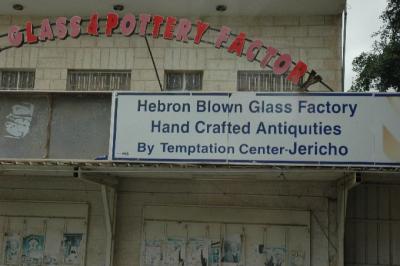 GLASS & POTTERY FACTORY
Hebron Blown Glass Factory
Hand Crafted Antiquities
By Temptation Center-Jericho